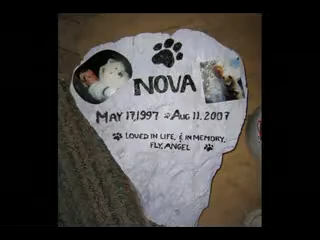 NOVA
MAY 17, 1997 AUG 11, 2007
LOVED IN LIFE, & IN MEMORY,
FLY, ANGEL